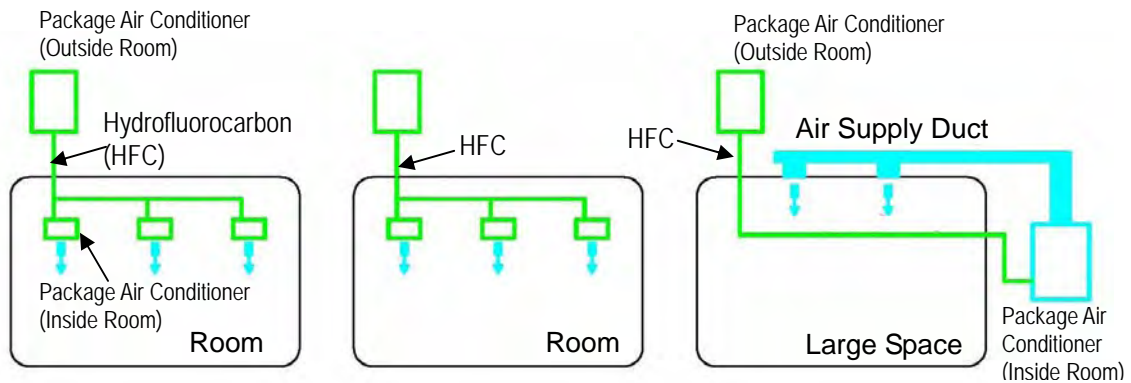 Package Air Conditioner
(Outside Room)
Hydrofluorocarbon
(HFC)
Package Air Conditioner
(Inside Room)
Room
HFC
Room
Package Air Conditioner
(Outside Room)
HFC
Air Supply Duct
Large Space
Package Air
Conditioner
(Inside Room)